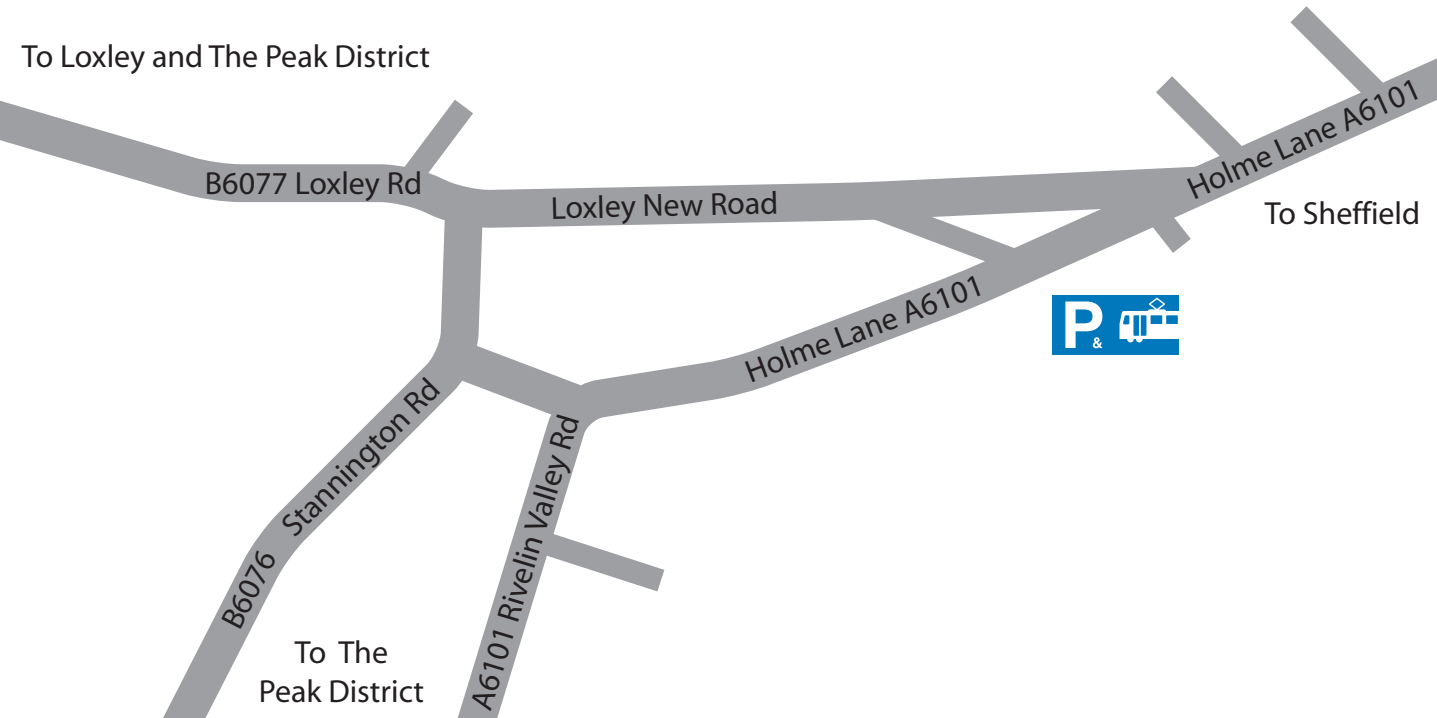 To Loxley and The Peak District
B6077 Loxley Rd
Loxley New Road
Holme Lane A6101
To Sheffield
P
&
Holme Lane A6101
B6076 Stannington Rd
A6101 Rivelin Valley Rd
To The
Peak District